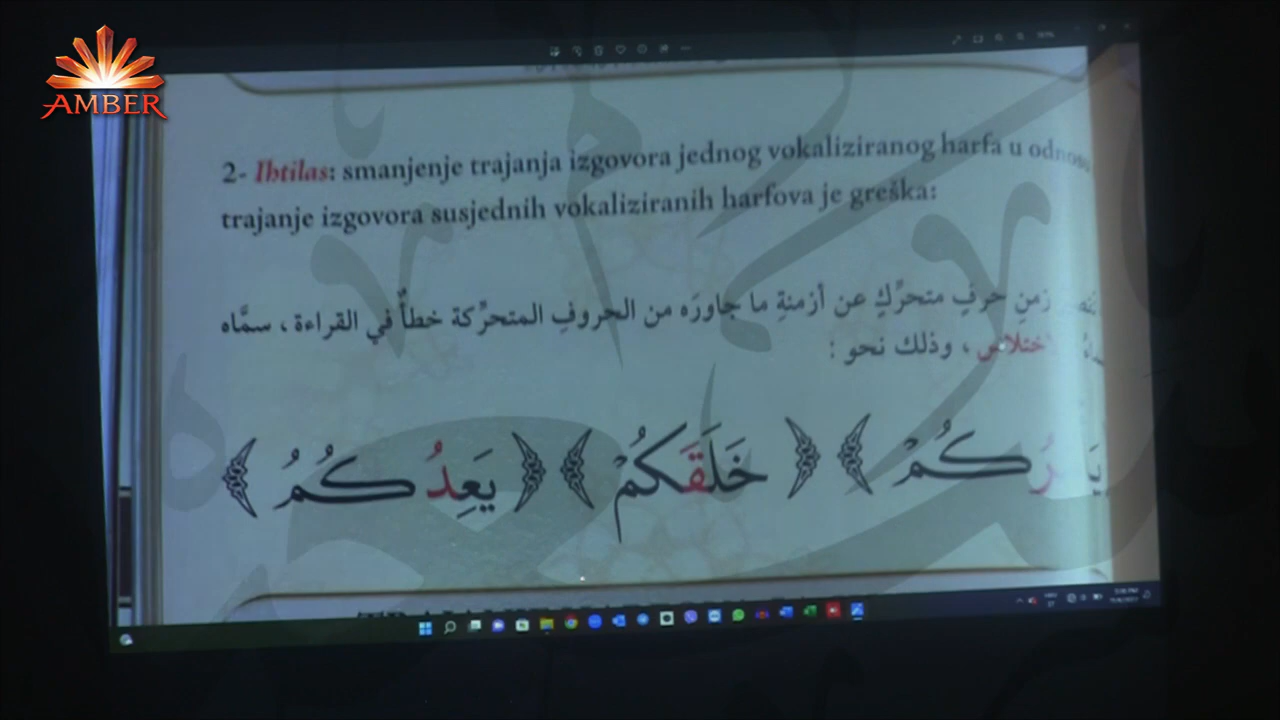 AMBER
2- Ihtilas: smanjenje trajanja izgovora jednog vokaliziranog harfa u odnosu
trajanje izgovora susjednih vokaliziranih harfova je greška:
زمنِ حرفٍ متحرِّكٍ عن أزمنةِ ما جاورَه من الحروفِ المتحرِّكة خطأٌ في القراءة ، سمَّاه
اختلاس ، وذلك نحو :
كُمْ ﴾ ﴿ خَلَقَكُمْ ﴾ ﴿ يَعِدُكُمُ ﴾